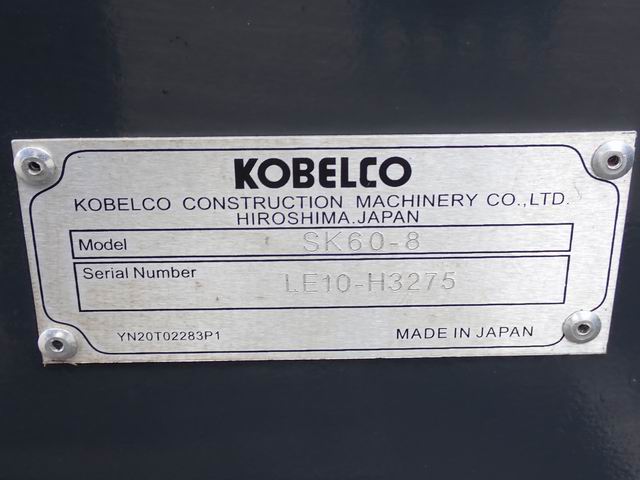 KOBELCO
KOBELCO CONSTRUCTION MACHINERY CO.,LTD.
HIROSHIMA.JAPAN
Model SK60-8
Serial Number LE10-H3275
YN20T02283P1 MADE IN JAPAN